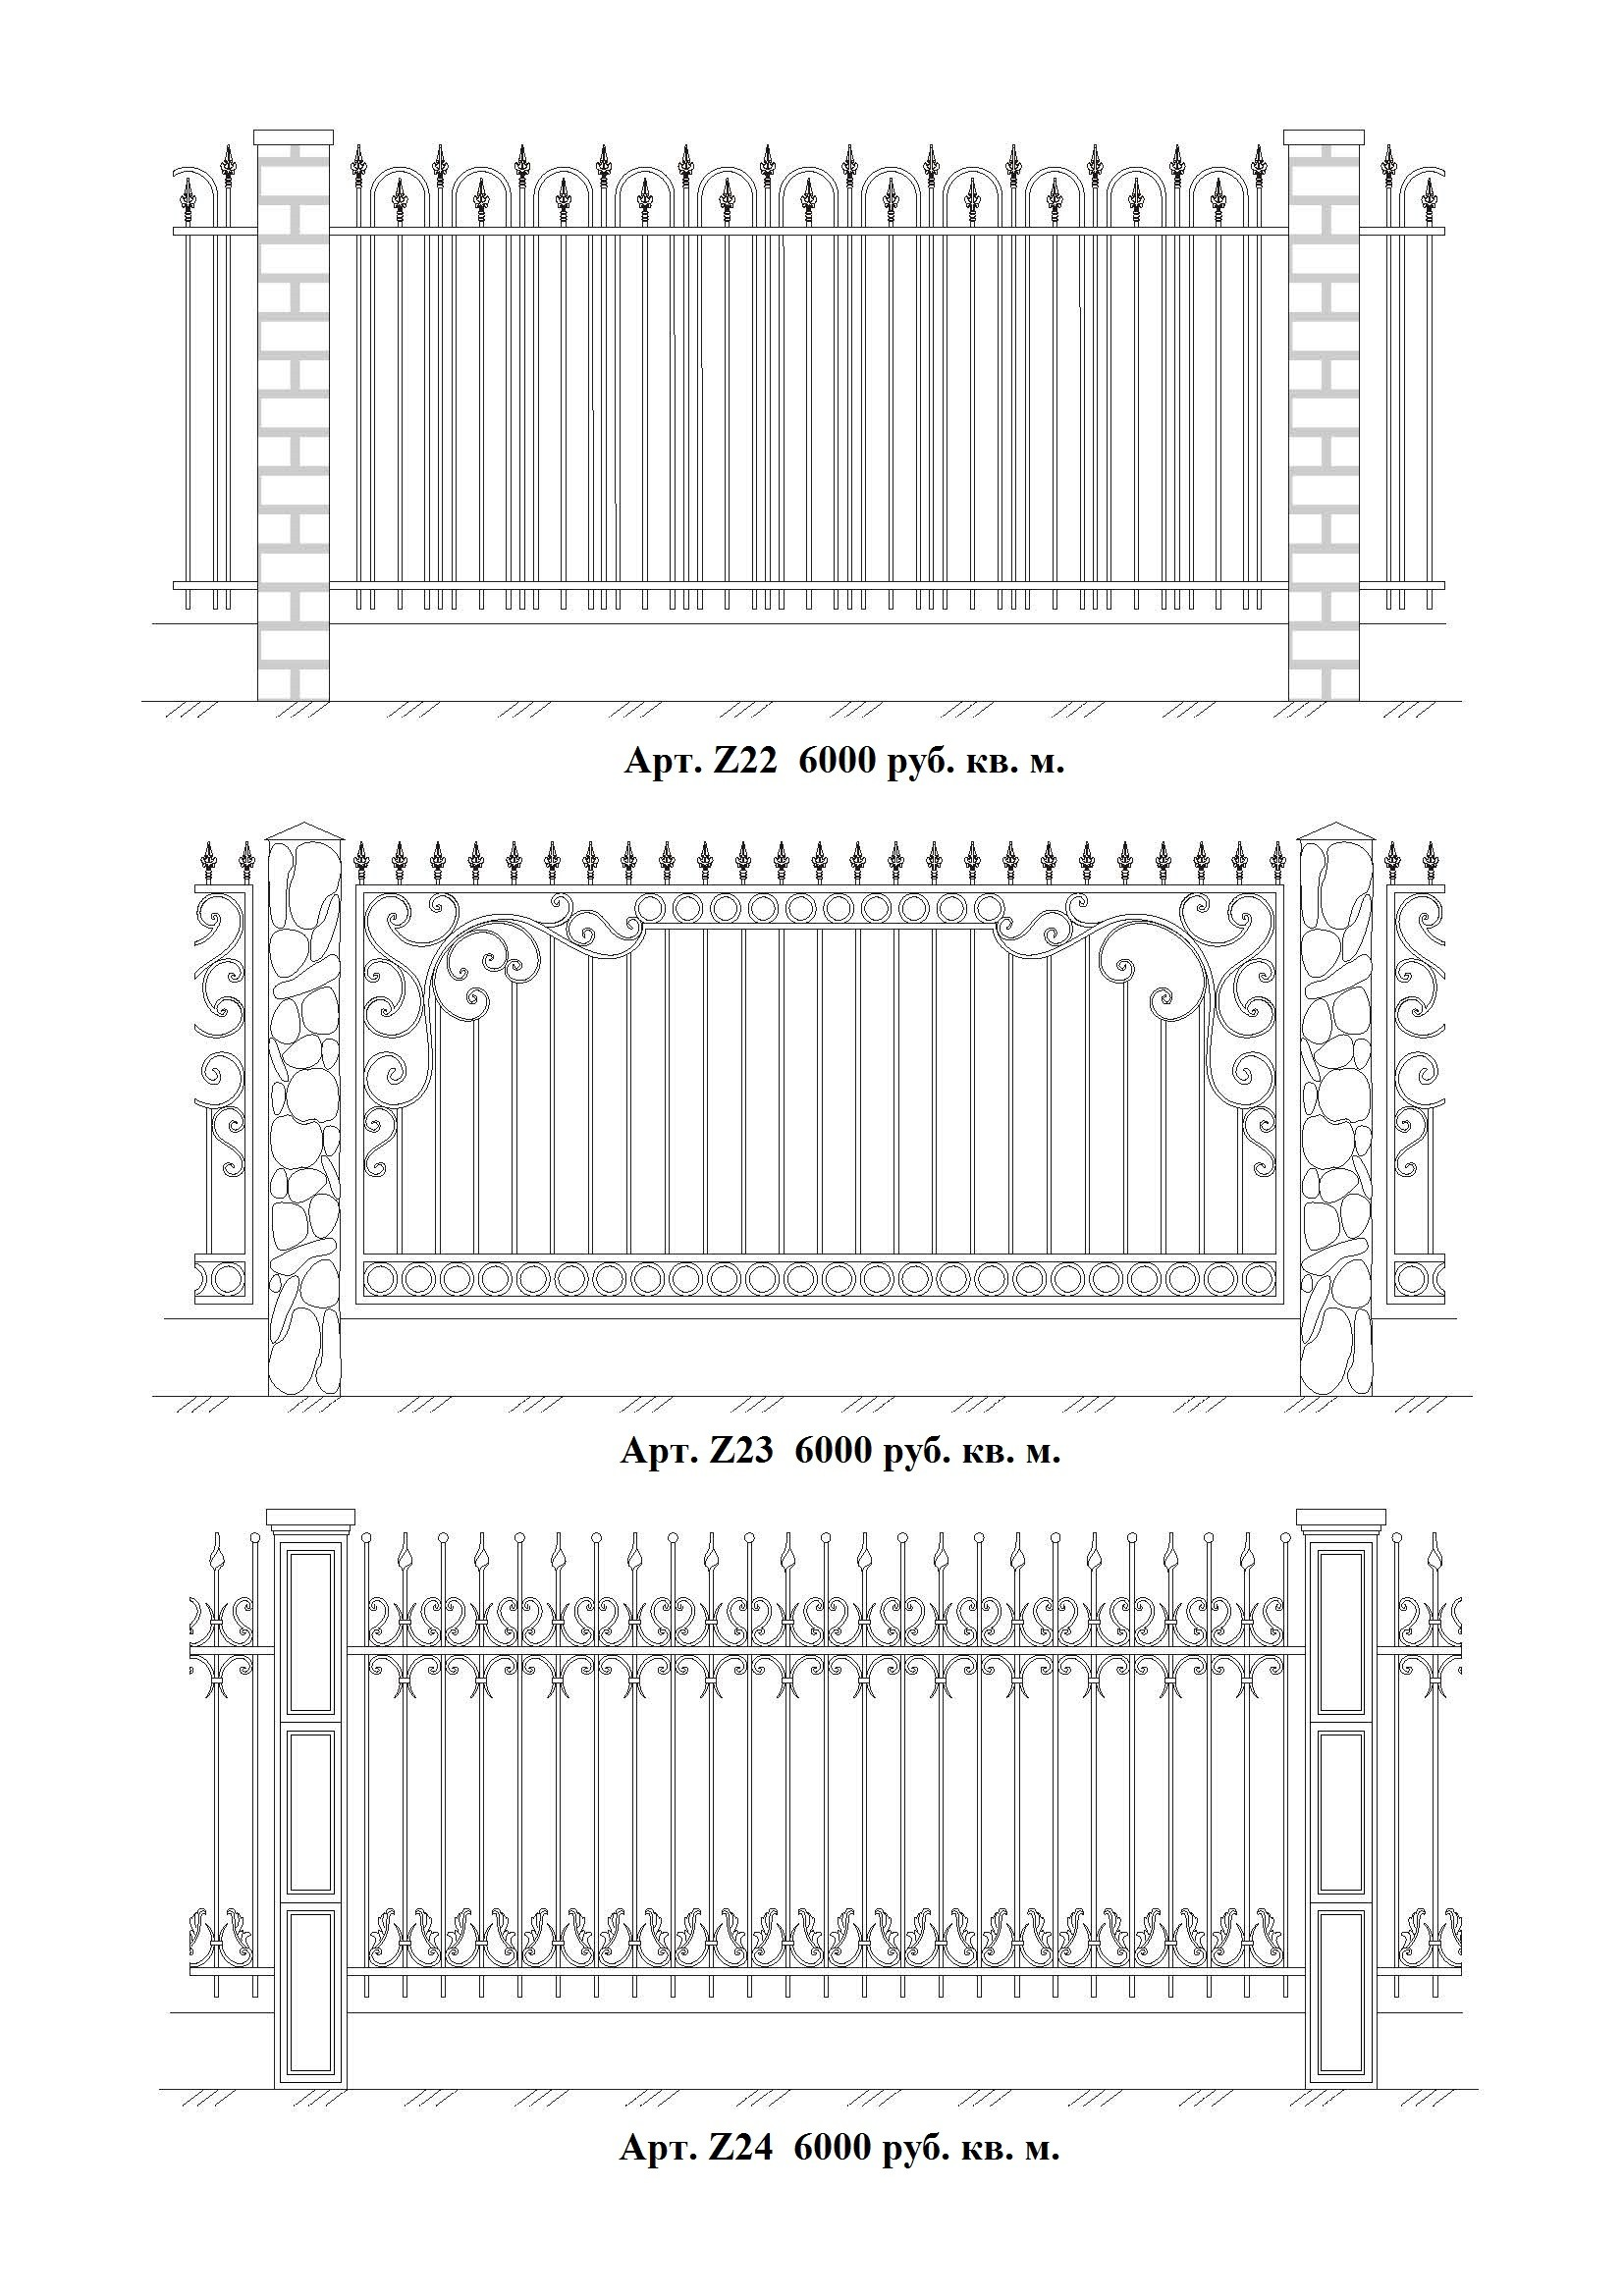 Арт. Z22  6000 руб. кв. м.
Арт. Z23  6000 руб. кв. м.
Арт. Z24  6000 руб. кв. м.